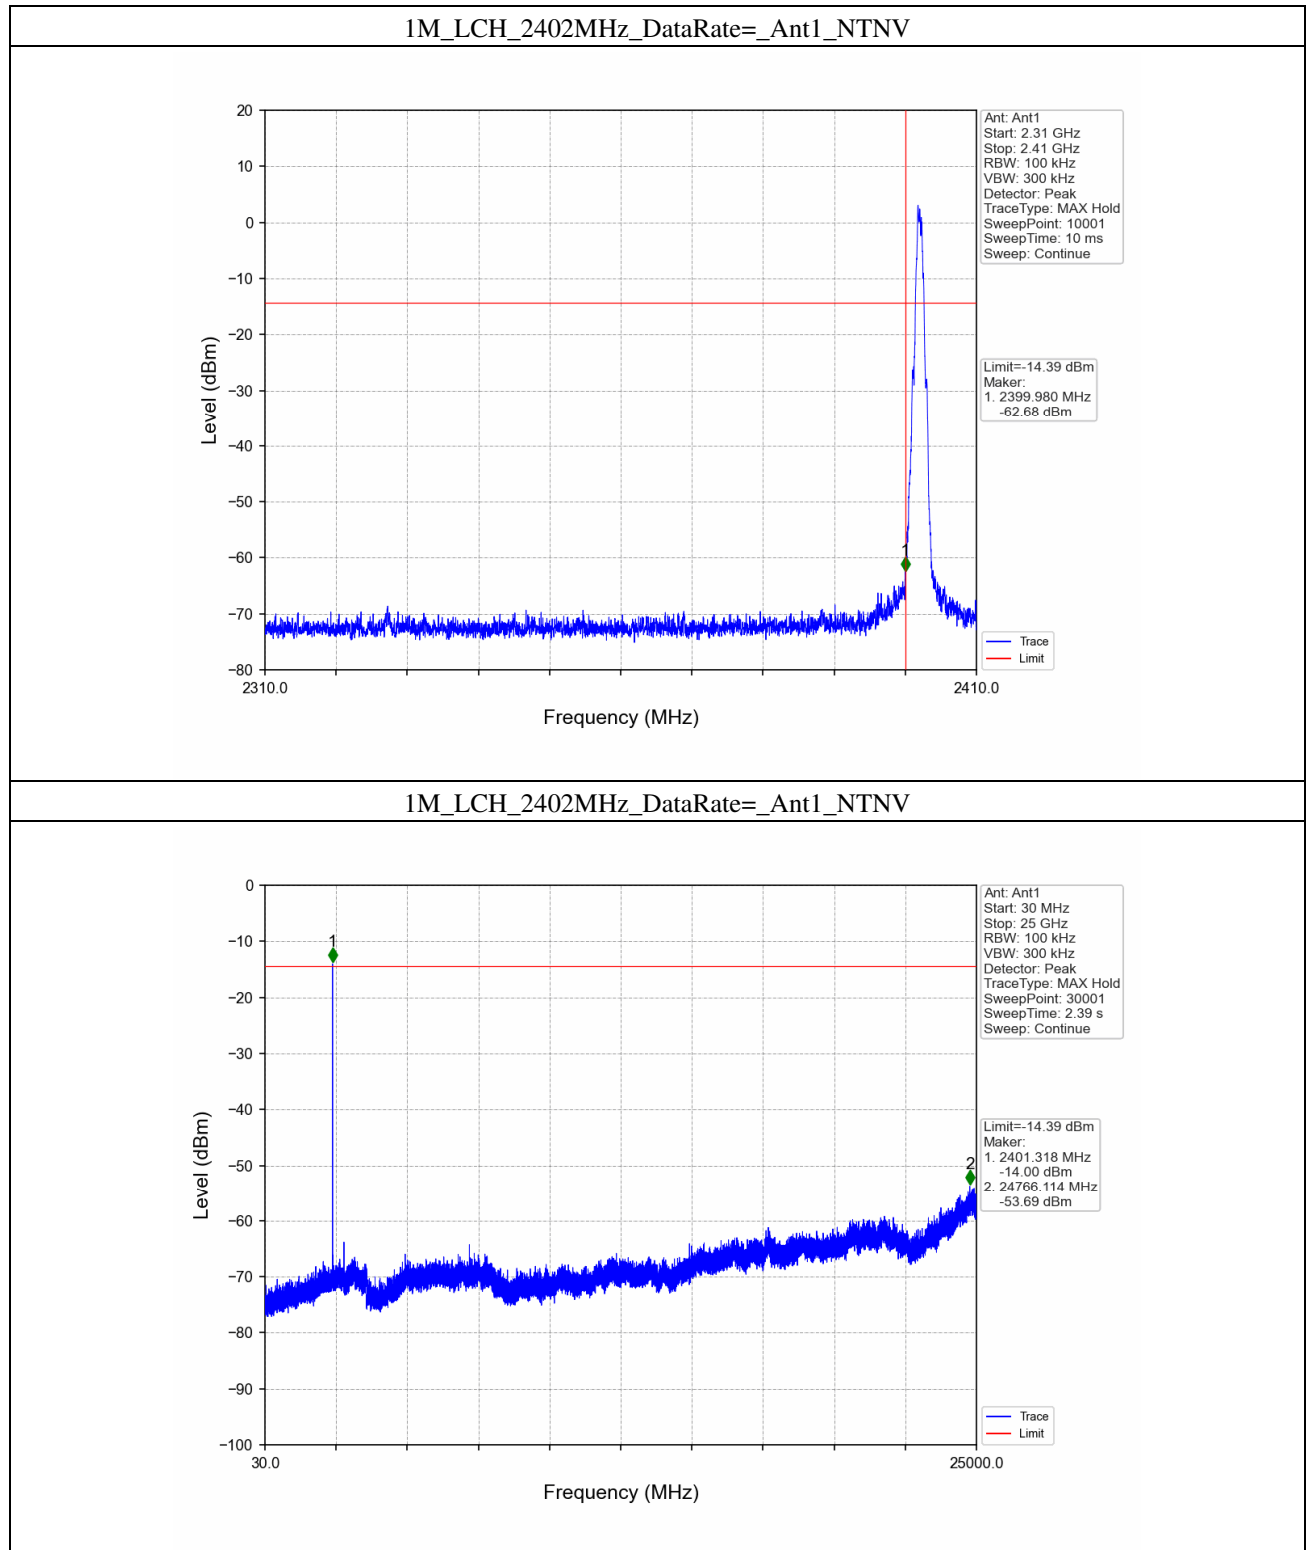 1M_LCH_2402MHz_DataRate=_Ant1_NTNV
20
10
0
−10
−20
−30
−40
−50
−60
−70
−80
Level (dBm)
1
2310.0
2410.0
Frequency (MHz)
Ant: Ant1
Start: 2.31 GHz
Stop: 2.41 GHz
RBW: 100 kHz
VBW: 300 kHz
Detector: Peak
TraceType: MAX Hold
SweepPoint: 10001
SweepTime: 10 ms
Sweep: Continue
Limit=-14.39 dBm
Maker:
1. 2399.980 MHz
-62.68 dBm
Trace
Limit
1M_LCH_2402MHz_DataRate=_Ant1_NTNV
0
−10
−20
−30
−40
−50
−60
−70
−80
−90
−100
Level (dBm)
1
2
30.0
25000.0
Frequency (MHz)
Ant: Ant1
Start: 30 MHz
Stop: 25 GHz
RBW: 100 kHz
VBW: 300 kHz
Detector: Peak
TraceType: MAX Hold
SweepPoint: 30001
SweepTime: 2.39 s
Sweep: Continue
Limit=-14.39 dBm
Maker:
1. 2401.318 MHz
-14.00 dBm
2. 24766.114 MHz
-53.69 dBm
Trace
Limit